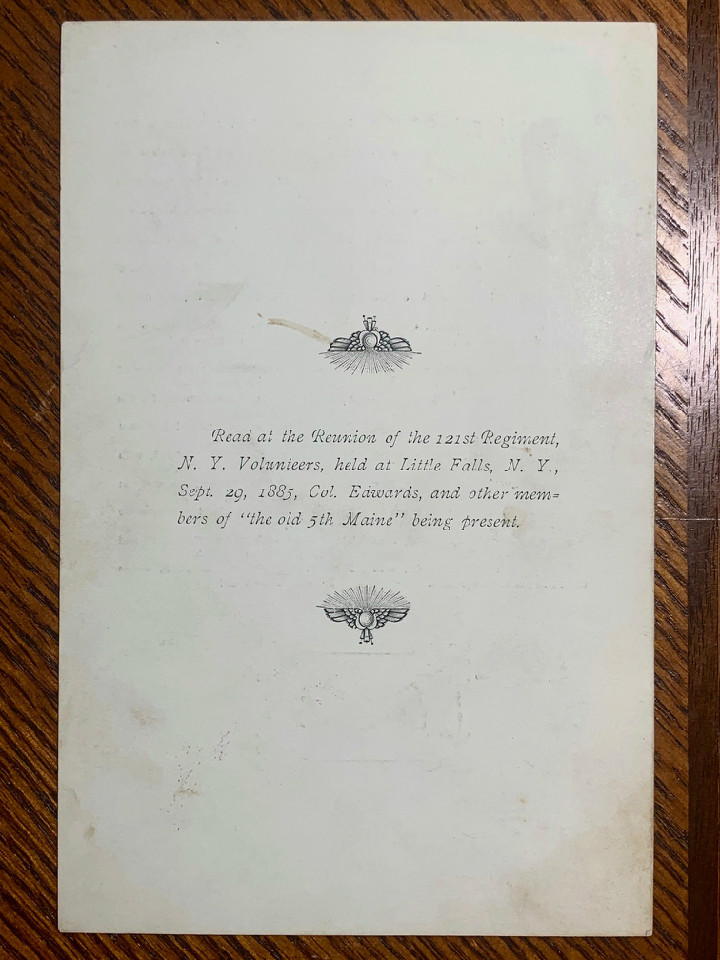 Read at the Reunion of the 121st Regiment,
N. Y. Volunteers, held at Little Falls, N. Y.,
Sept. 29, 1885, Col. Edwards, and other mem=
bers of “the old 5th Maine” being present.